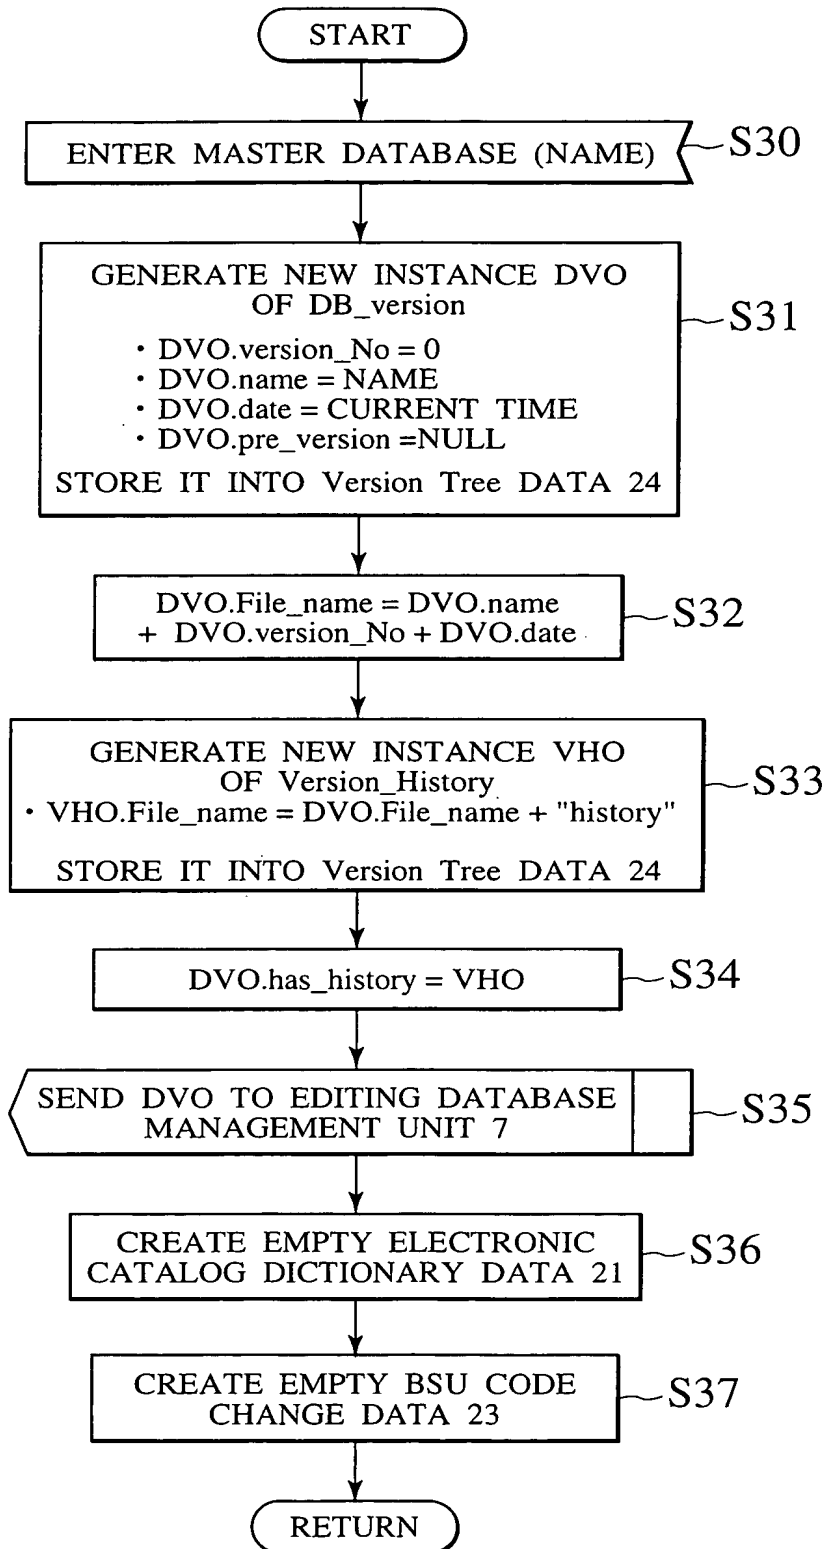 START
ENTER MASTER DATABASE (NAME)
S30
GENERATE NEW INSTANCE DVO
OF DB_version
・ DVO.version_No = 0
・ DVO.name = NAME
・ DVO.date = CURRENT TIME
・ DVO.pre_version =NULL
STORE IT INTO Version Tree DATA 24
S31
DVO.File_name = DVO.name
+ DVO.version_No + DVO.date
S32
GENERATE NEW INSTANCE VHO
OF Version_History
・ VHO.File_name = DVO.File_name + "history"
STORE IT INTO Version Tree DATA 24
S33
DVO.has_history = VHO
S34
SEND DVO TO EDITING DATABASE
MANAGEMENT UNIT 7
S35
CREATE EMPTY ELECTRONIC
CATALOG DICTIONARY DATA 21
S36
CREATE EMPTY BSU CODE
CHANGE DATA 23
S37
RETURN